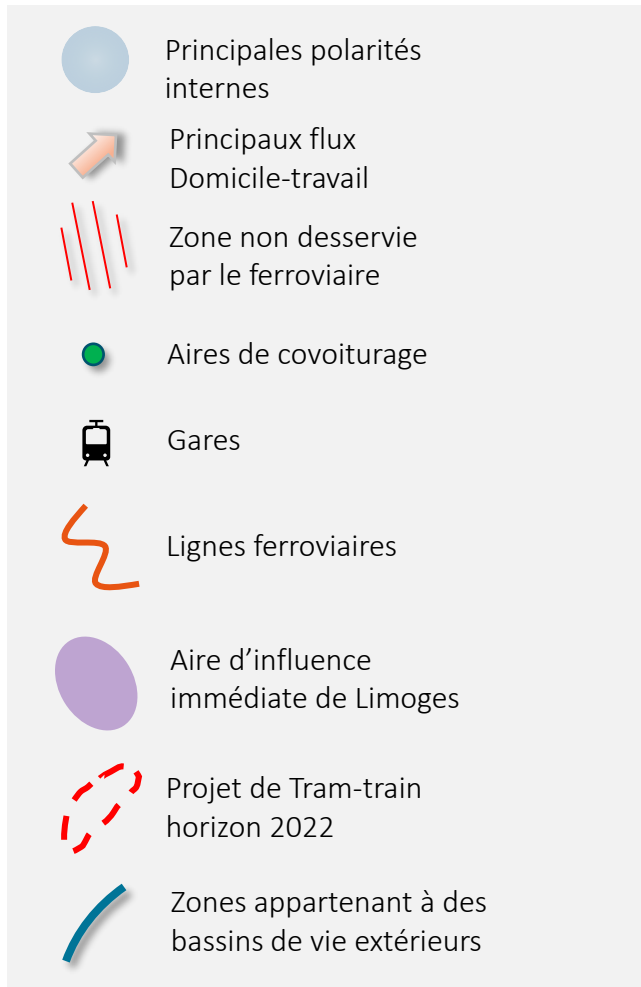 Principales polarités
internes
Principaux flux
Domicile-travail
Zone non desservie
par le ferroviaire
Aires de covoiturage
Gares
Lignes ferroviaires
Aire d’influence
immédiate de Limoges
Projet de Tram-train
horizon 2022
Zones appartenant à des
bassins de vie extérieurs